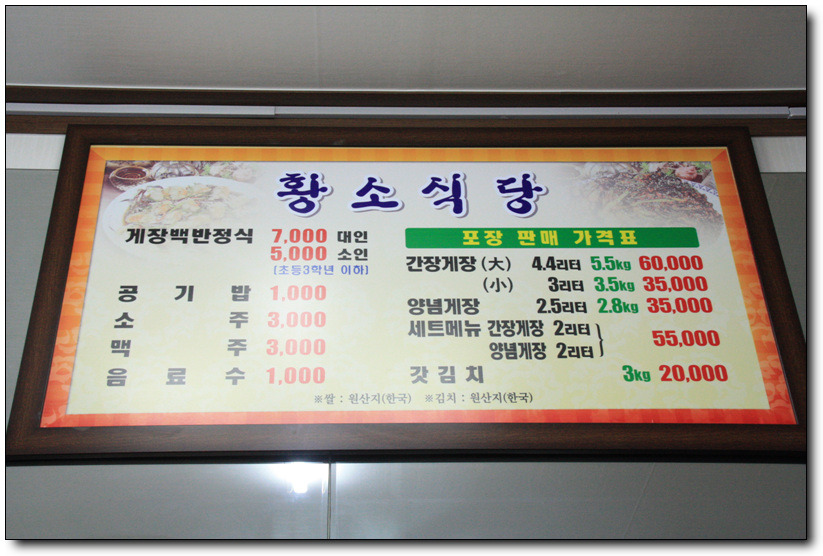 황소식당
게장백반정식 7,000 대인
5,000 소인
(초등3학년 이하)
공기밥 1,000
소주 3,000
맥주 3,000
음료수 1,000
포장 판매 가격표
간장게장 (大) 4.4리터 5.5kg 60,000
(小) 3리터 3.5kg 35,000
양념게장 2.5리터 2.8kg 35,000
세트메뉴 간장게장 2리터
양념게장 2리터 55,000
갓김치 3kg 20,000
※쌀 : 원산지(한국) ※김치 : 원산지(한국)